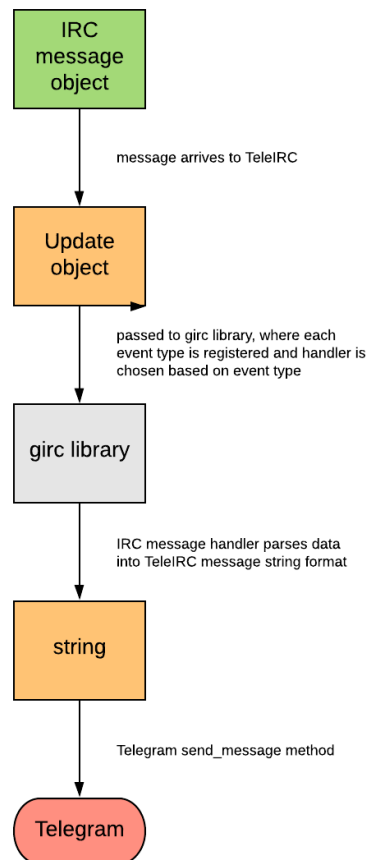 IRC
message
object
message arrives to TeleIRC
Update
object
passed to girc library, where each
event type is registered and handler is
chosen based on event type
girc library
IRC message handler parses data
into TeleIRC message string format
string
Telegram send_message method
Telegram